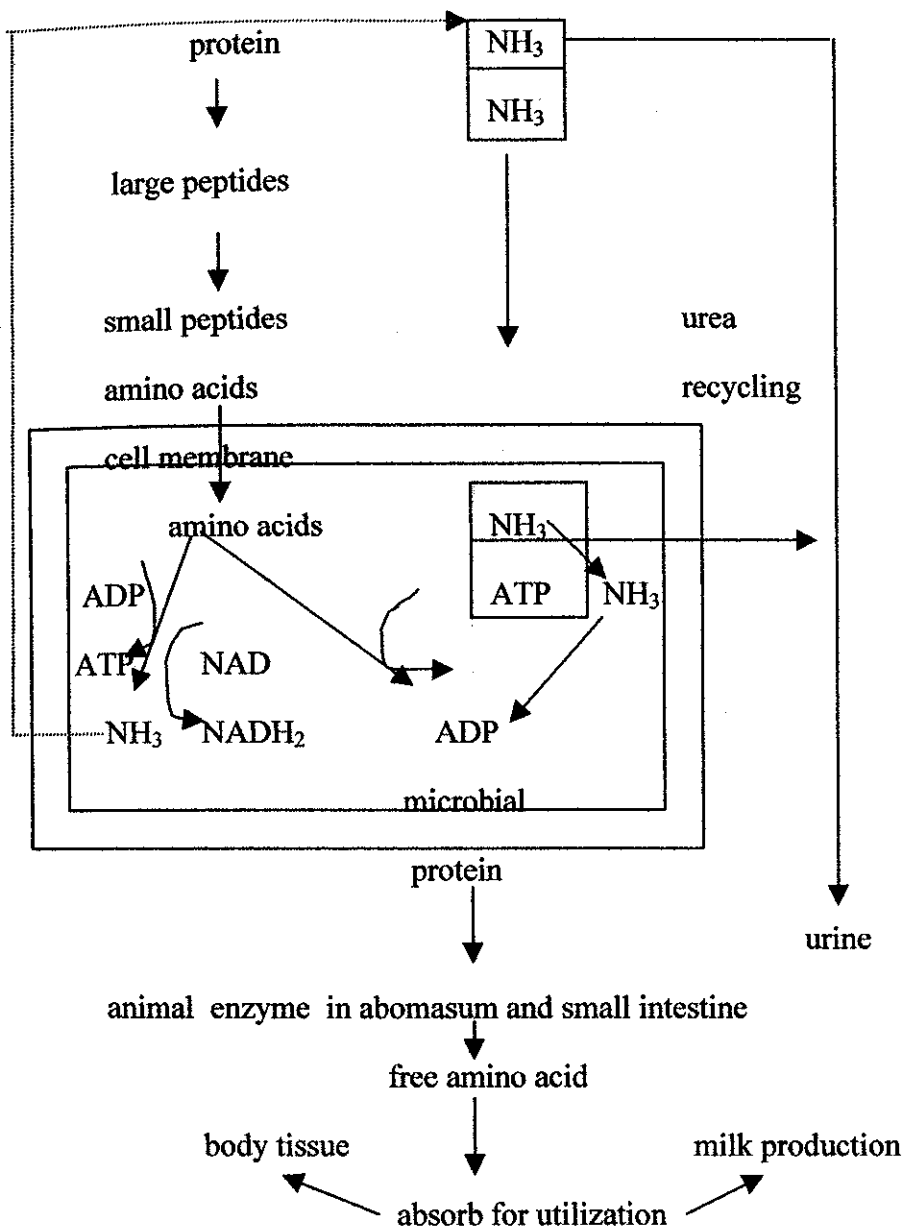 protein
NH₃
NH₃
large peptides
small peptides
urea
amino acids
recycling
cell membrane
amino acids
NH₃
ADP
ATP
NH₃
ATP
NAD
NH₃
NADH₂
ADP
microbial
protein
urine
animal enzyme in abomasum and small intestine
free amino acid
body tissue
milk production
absorb for utilization